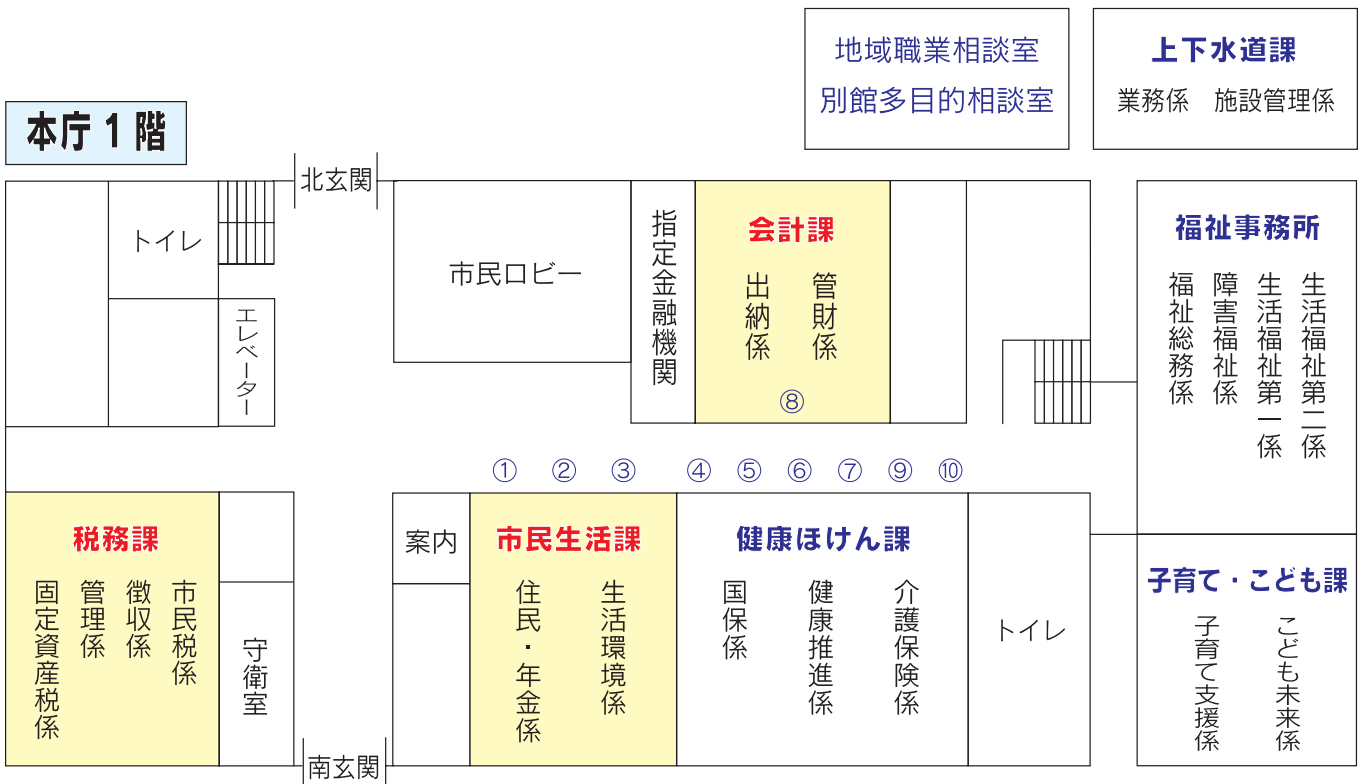 地域職業相談室
別館多目的相談室
上下水道課
業務係 施設管理係
本庁1階
北玄関
トイレ
エレベーター
市民ロビー
指定金融機関
会計課
管財係
出納係
⑧
福祉事務所
生活福祉第二係
生活福祉第一係
障害福祉係
福祉総務係
① ② ③ ④ ⑤ ⑥ ⑦ ⑨ ⑩
税務課
市民税係
徴収係
管理係
固定資産税係
守衛室
案内
市民生活課
生活環境係
住民・年金係
健康ほけん課
介護保険係
健康推進係
国保係
トイレ
子育て・こども課
こども未来係
子育て支援係
南玄関